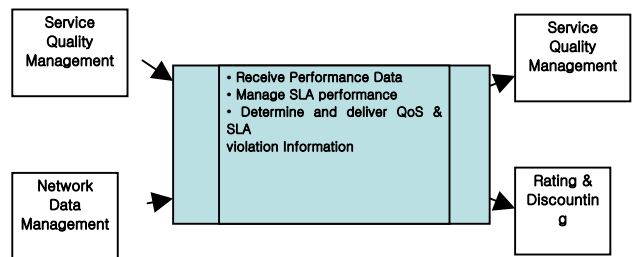 Service
Quality
Management
Service
Quality
Management
• Receive Performance Data
• Manage SLA performance
• Determine and deliver QoS &
SLA
violation Information
Network
Data
Management
Rating &
Discountin
g